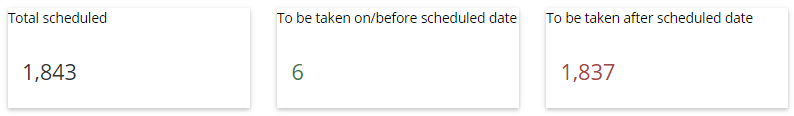 Total scheduled
1,843
To be taken on/before scheduled date
6
To be taken after scheduled date
1,837